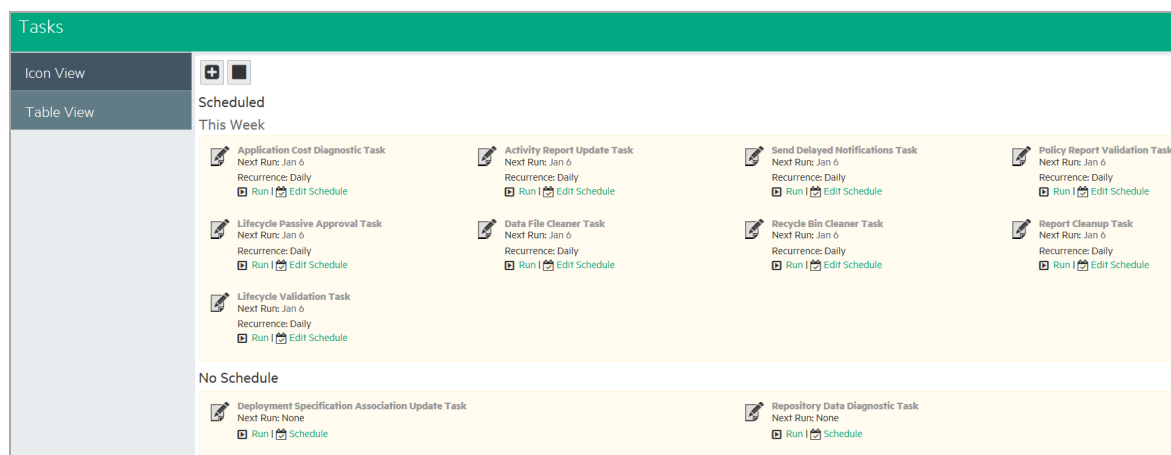 Tasks
Icon View
Table View
Scheduled
This Week
Application Cost Diagnostic Task
Next Run: Jan 6
Recurrence: Daily
Run | Edit Schedule
Activity Report Update Task
Next Run: Jan 6
Recurrence: Daily
Run | Edit Schedule
Send Delayed Notifications Task
Next Run: Jan 6
Recurrence: Daily
Run | Edit Schedule
Policy Report Validation Task
Next Run: Jan 6
Recurrence: Daily
Run | Edit Schedule
Lifecycle Passive Approval Task
Next Run: Jan 6
Recurrence: Daily
Run | Edit Schedule
Data File Cleaner Task
Next Run: Jan 6
Recurrence: Daily
Run | Edit Schedule
Recycle Bin Cleaner Task
Next Run: Jan 6
Recurrence: Daily
Run | Edit Schedule
Report Cleanup Task
Next Run: Jan 6
Recurrence: Daily
Run | Edit Schedule
Lifecycle Validation Task
Next Run: Jan 6
Recurrence: Daily
Run | Edit Schedule
No Schedule
Deployment Specification Association Update Task
Next Run: None
Run | Schedule
Repository Data Diagnostic Task
Next Run: None
Run | Schedule